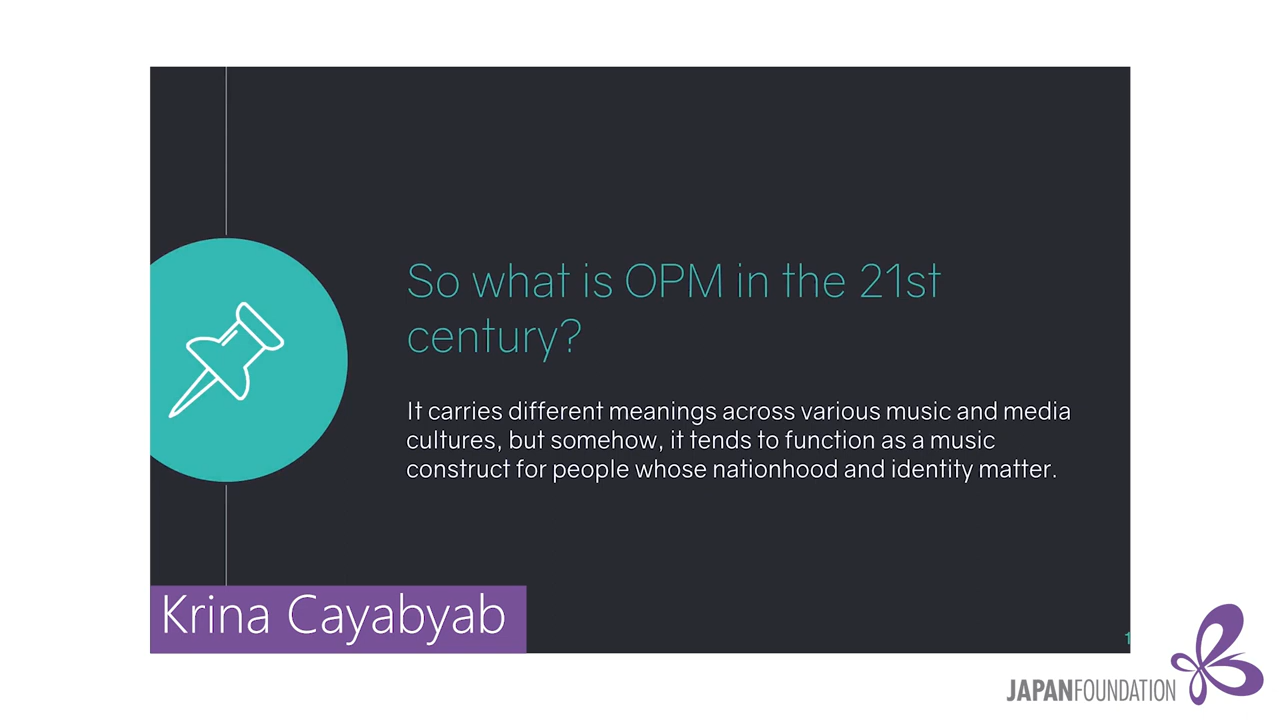 So what is OPM in the 21st
century?
It carries different meanings across various music and media
cultures, but somehow, it tends to function as a music
construct for people whose nationhood and identity matter.
Krina Cayabyab
JAPANFOUNDATION